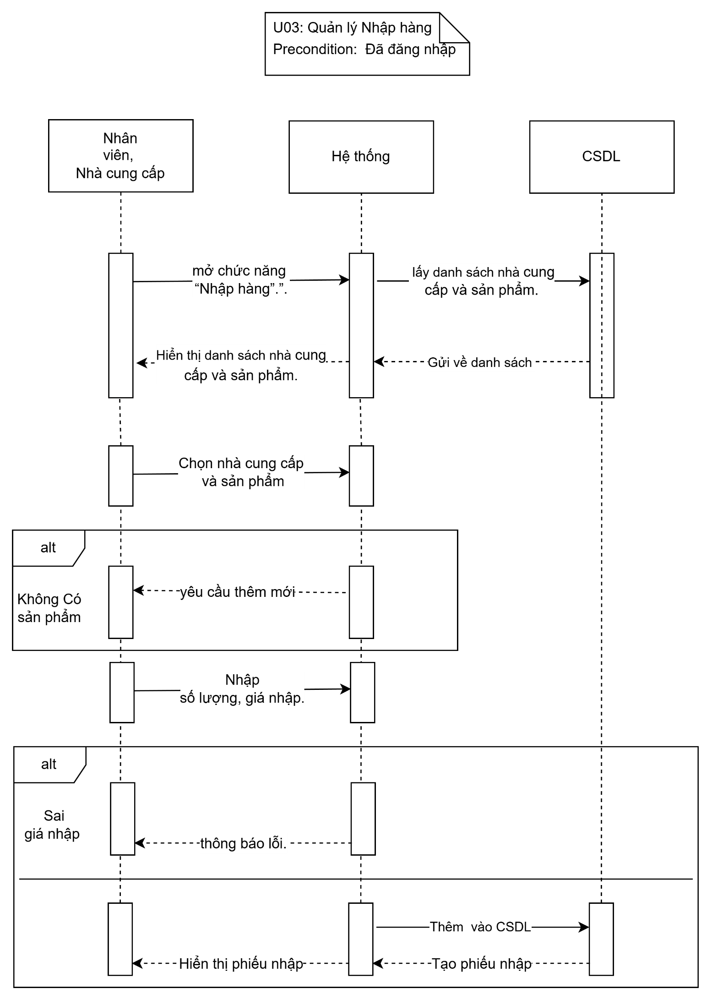 U03: Quản lý Nhập hàng
Precondition:  Đã đăng nhập
Nhân
viên,
Nhà cung cấp
Hệ thống
CSDL
mở chức năng
“Nhập hàng”.”.
lấy danh sách nhà cung
cấp và sản phẩm.
Hiển thị danh sách nhà cung
cấp và sản phẩm.
Gửi về danh sách
Chọn nhà cung cấp
và sản phẩm
alt
Không Có
sản phẩm
yêu cầu thêm mới
Nhập
số lượng, giá nhập.
alt
Sai
giá nhập
thông báo lỗi.
Thêm  vào CSDL
Hiển thị phiếu nhập
Tạo phiếu nhập